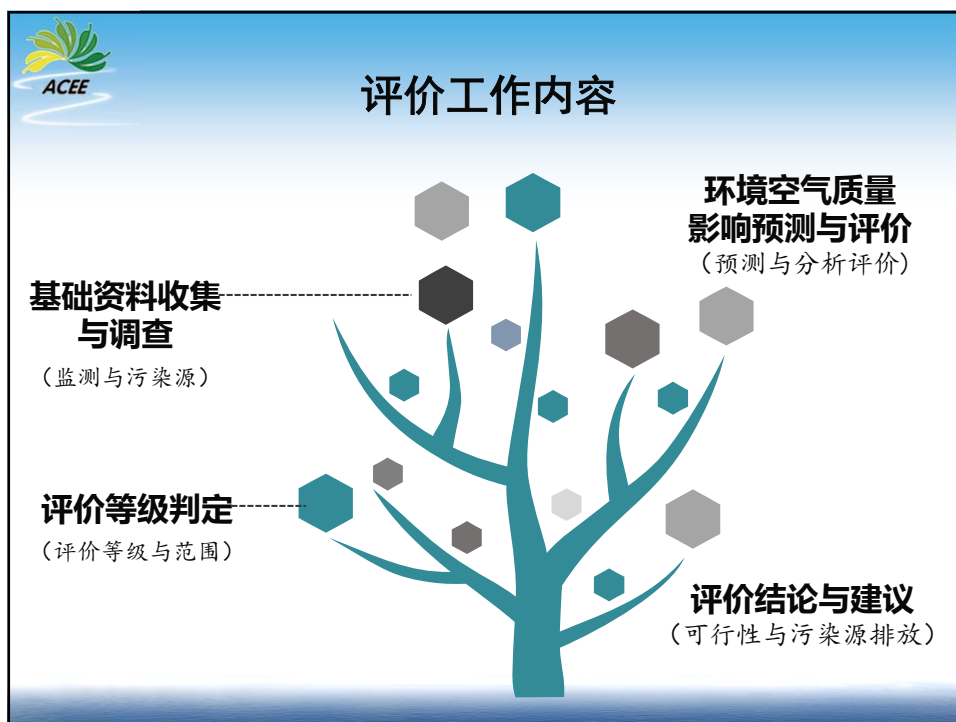 ACEE
评价工作内容
环境空气质量
影响预测与评价
（预测与分析评价)
基础资料收集
与调查
（监测与污染源）
评价等级判定
（评价等级与范围）
评价结论与建议
（可行性与污染源排放）